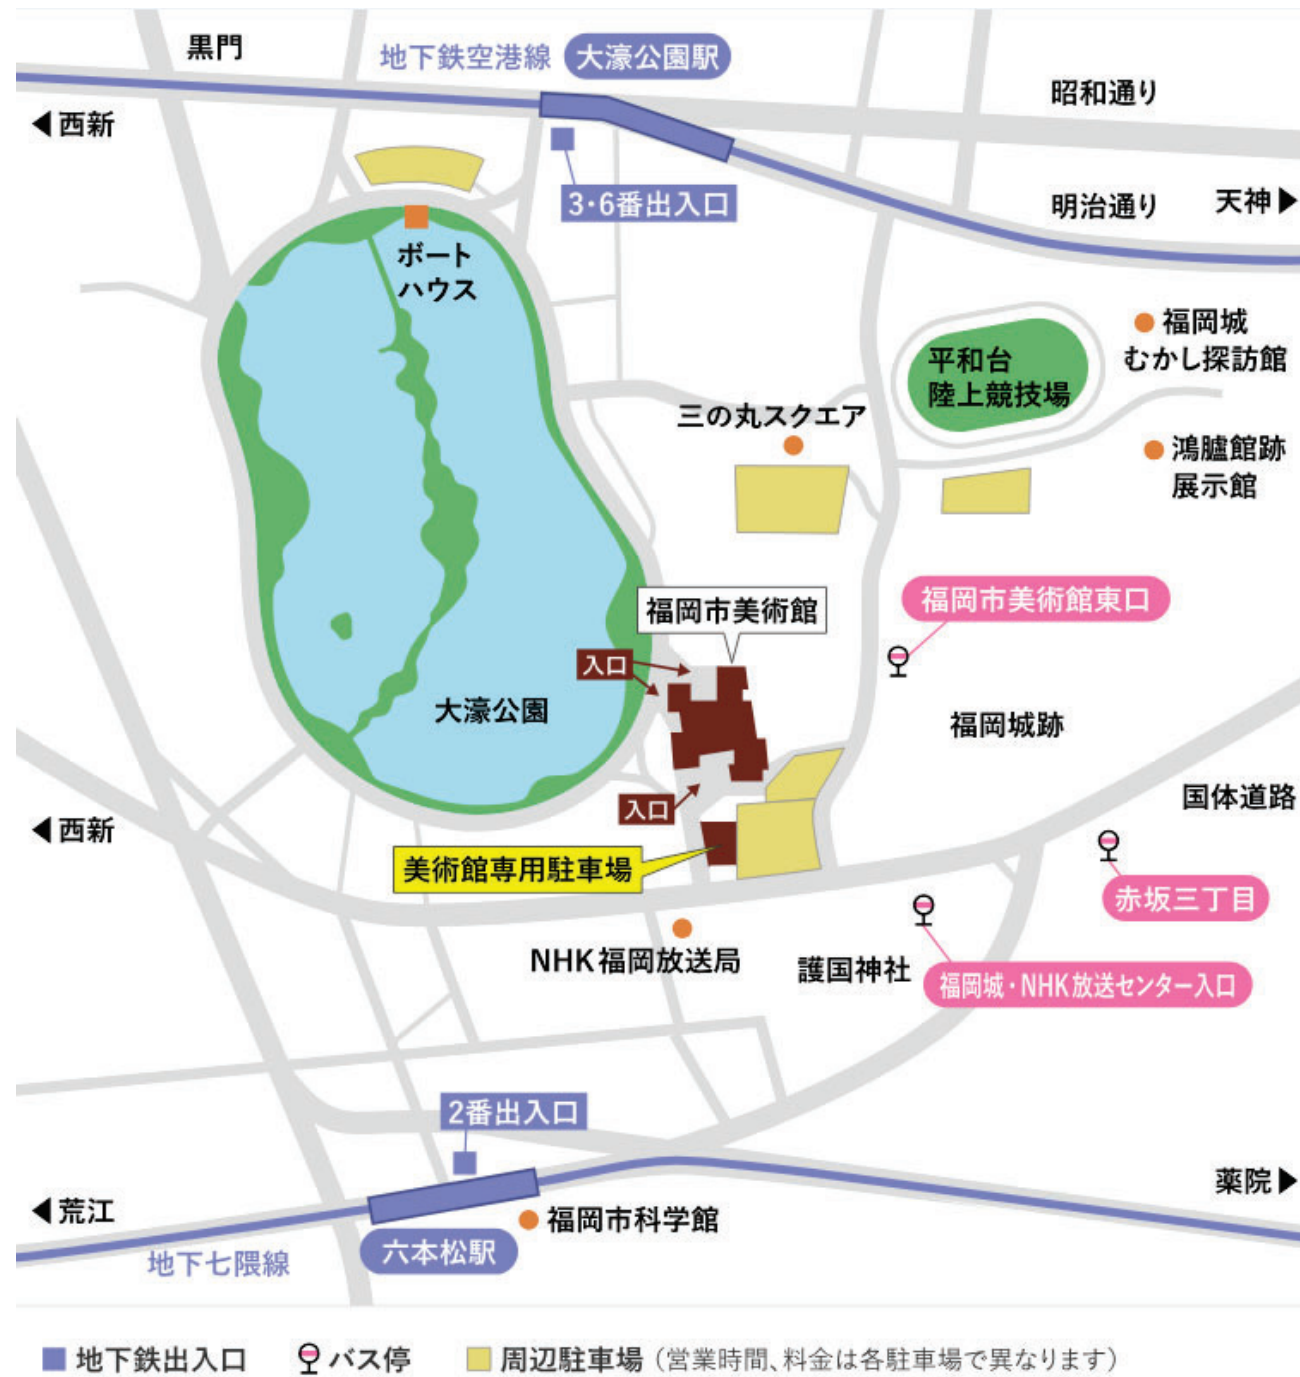 黒門
地下鉄空港線
大濠公園駅
昭和通り
◀西新
3・6番出入口
明治通り
天神▶
ボート
ハウス
福岡城
むかし探訪館
平和台
陸上競技場
三の丸スクエア
鴻臚館跡
展示館
福岡市美術館
福岡市美術館東口
入口
大濠公園
福岡城跡
国体道路
入口
◀西新
美術館専用駐車場
赤坂三丁目
NHK福岡放送局
護国神社
福岡城・NHK放送センター入口
2番出入口
薬院▶
◀荒江
福岡市科学館
六本松駅
地下七隈線
地下鉄出入口
バス停
周辺駐車場（営業時間、料金は各駐車場で異なります）